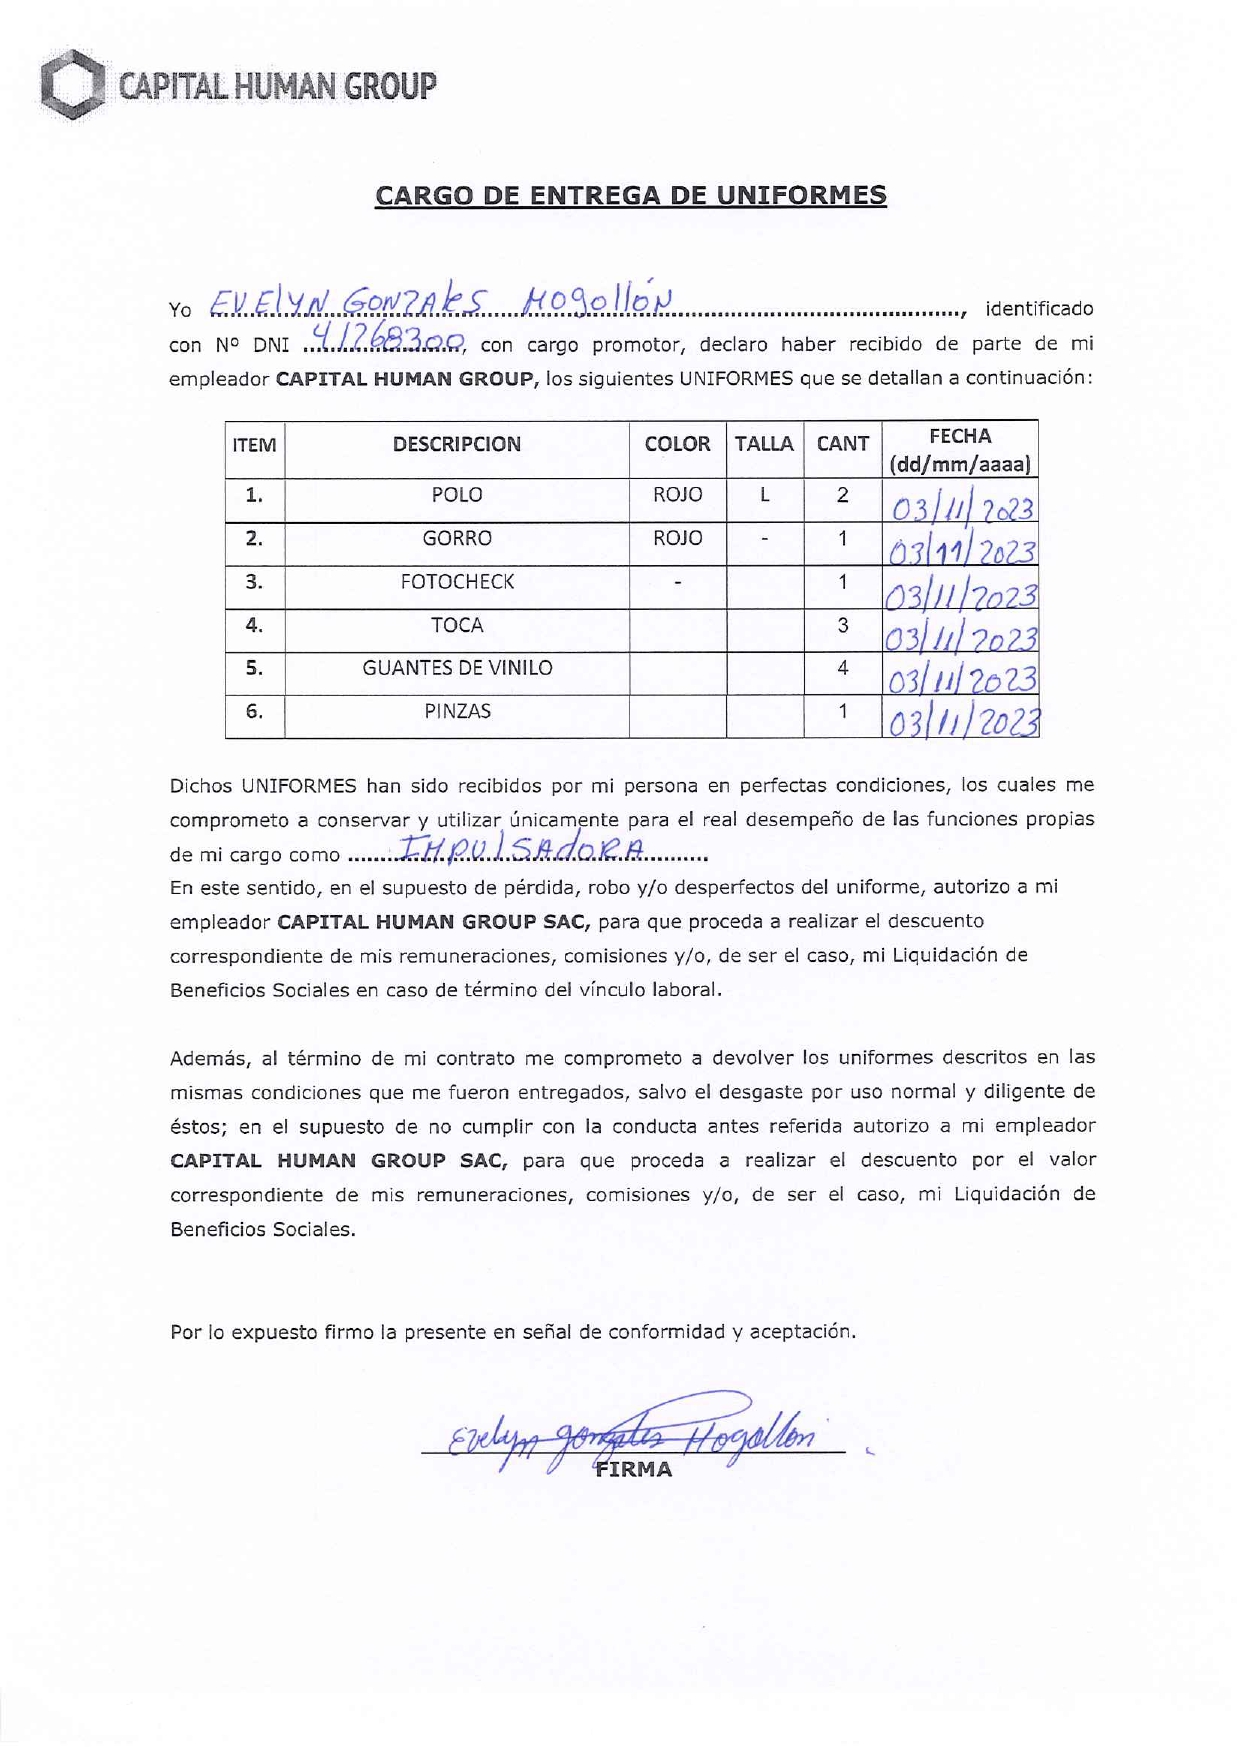 CAPITAL HUMAN GROUP
CARGO DE ENTREGA DE UNIFORMES
Yo EVElyN GONZAlES MOgollóN, identificado
con Nº DNI 41268300, con cargo promotor, declaro haber recibido de parte de mi
empleador CAPITAL HUMAN GROUP, los siguientes UNIFORMES que se detallan a continuación:
ITEM DESCRIPCION COLOR TALLA CANT FECHA (dd/mm/aaaa)
1. POLO ROJO L 2 03/11/2023
2. GORRO ROJO - 1 03/11/2023
3. FOTOCHECK - 1 03/11/2023
4. TOCA 3 03/11/2023
5. GUANTES DE VINILO 4 03/11/2023
6. PINZAS 1 03/11/2023
Dichos UNIFORMES han sido recibidos por mi persona en perfectas condiciones, los cuales me
comprometo a conservar y utilizar únicamente para el real desempeño de las funciones propias
de mi cargo como IMPUlSAdORA
En este sentido, en el supuesto de pérdida, robo y/o desperfectos del uniforme, autorizo a mi
empleador CAPITAL HUMAN GROUP SAC, para que proceda a realizar el descuento
correspondiente de mis remuneraciones, comisiones y/o, de ser el caso, mi Liquidación de
Beneficios Sociales en caso de término del vínculo laboral.
Además, al término de mi contrato me comprometo a devolver los uniformes descritos en las
mismas condiciones que me fueron entregados, salvo el desgaste por uso normal y diligente de
éstos; en el supuesto de no cumplir con la conducta antes referida autorizo a mi empleador
CAPITAL HUMAN GROUP SAC, para que proceda a realizar el descuento por el valor
correspondiente de mis remuneraciones, comisiones y/o, de ser el caso, mi Liquidación de
Beneficios Sociales.
Por lo expuesto firmo la presente en señal de conformidad y aceptación.
Evelyn gonzales Mogollon
FIRMA